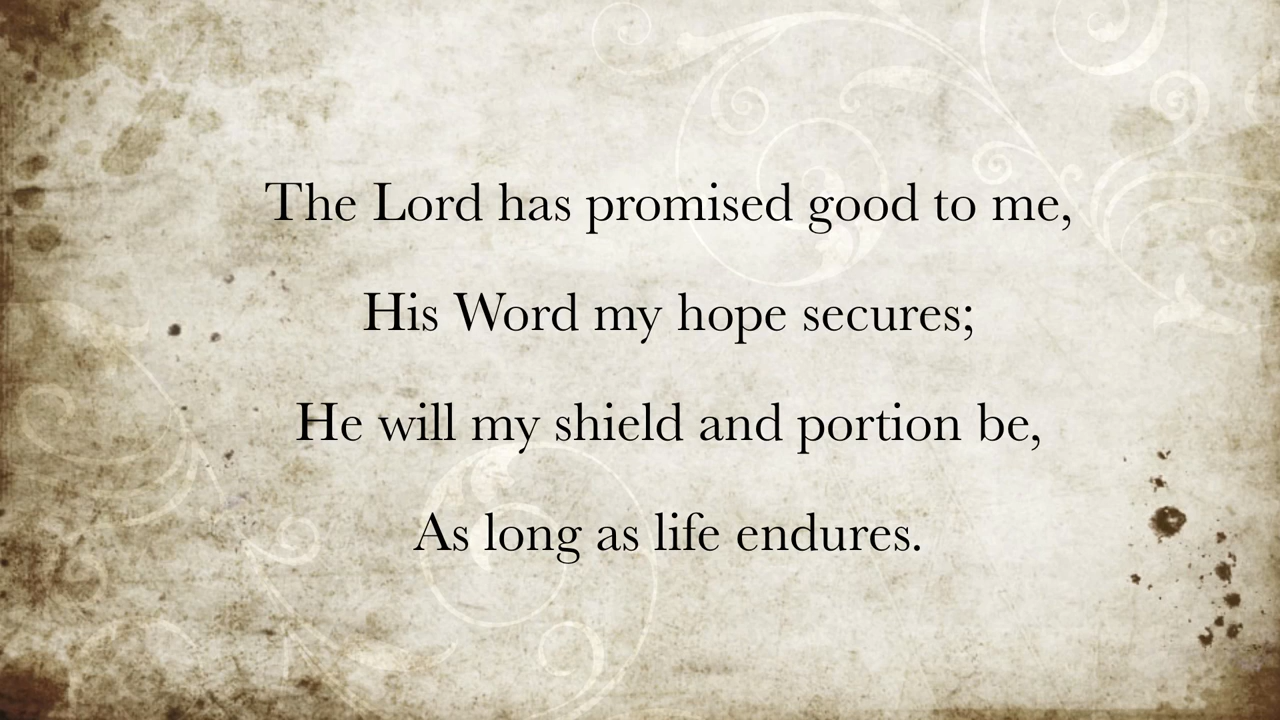 The Lord has promised good to me,
His Word my hope secures;
He will my shield and portion be,
As long as life endures.